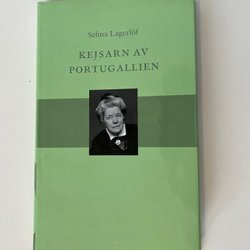 Selma Lagerlöf
KEJSARN AV
PORTUGALLIEN